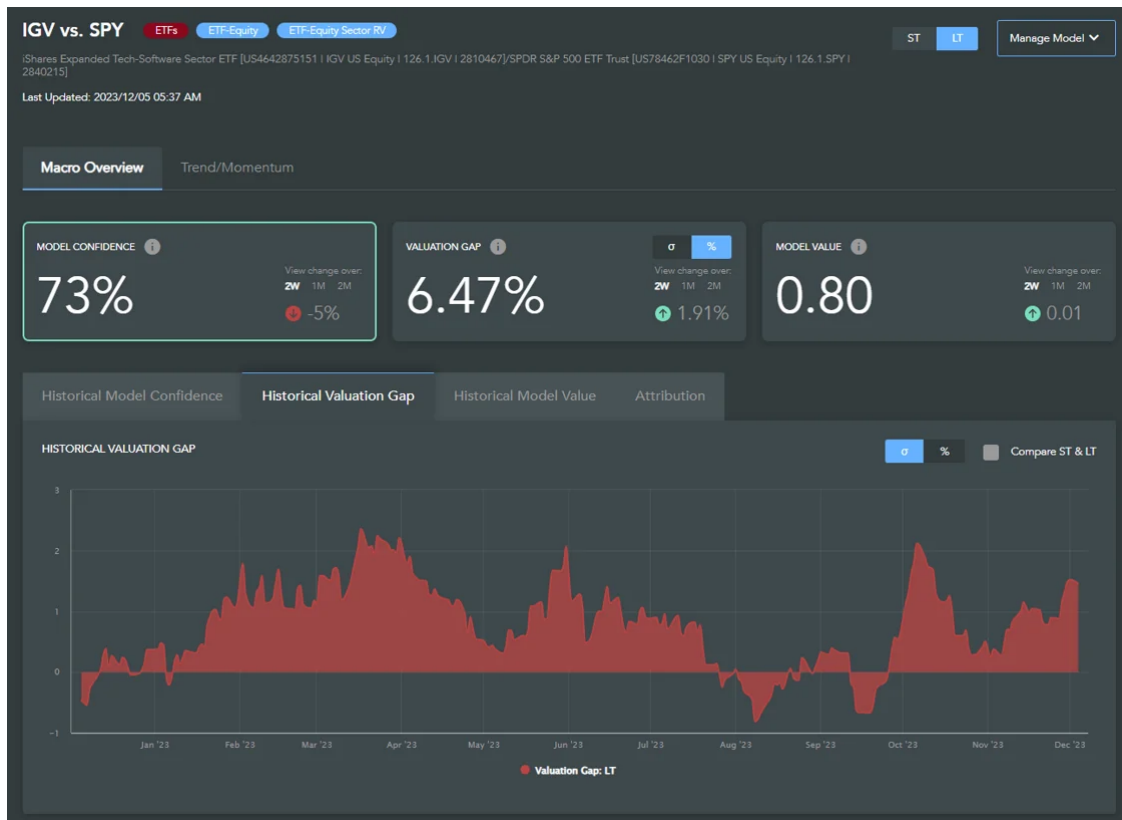 IGV vs. SPY ETFs ETF-Equity ETF-Equity Sector RV
ST LT Manage Model
iShares Expanded Tech-Software Sector ETF [US4642875151 | IGV US Equity | 126.1.IGV | 2810467]/SPDR S&P 500 ETF Trust [US78462F1030 | SPY US Equity | 126.1.SPY |
2840215]
Last Updated: 2023/12/05 05:37 AM
Macro Overview Trend/Momentum
MODEL CONFIDENCE i
73%
View change over:
2W 1M 2M
-5%
VALUATION GAP i
σ %
6.47%
View change over:
2W 1M 2M
1.91%
MODEL VALUE i
0.80
View change over:
2W 1M 2M
0.01
Historical Model Confidence Historical Valuation Gap Historical Model Value Attribution
HISTORICAL VALUATION GAP σ % Compare ST & LT
3
2
1
0
-1
Jan '23 Feb '23 Mar '23 Apr '23 May '23 Jun '23 Jul '23 Aug '23 Sep '23 Oct '23 Nov '23 Dec '23
Valuation Gap: LT